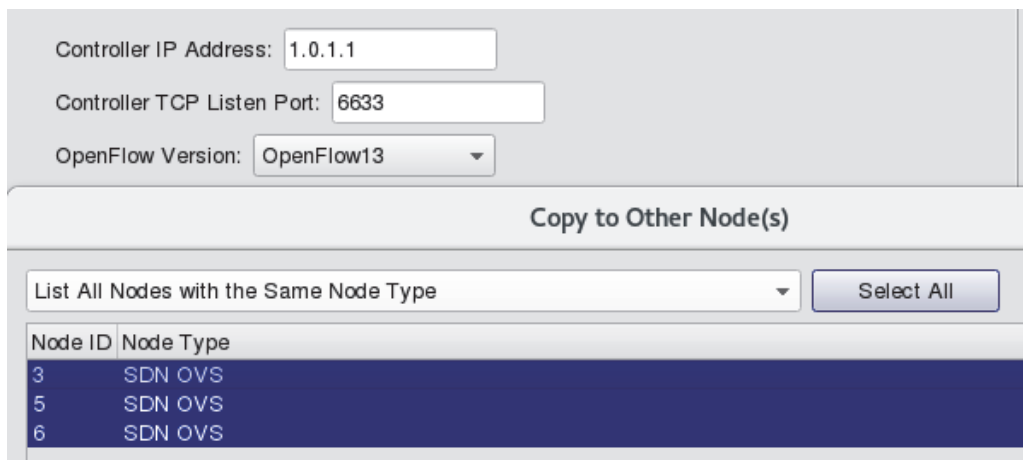 Controller IP Address: 1.0.1.1
Controller TCP Listen Port: 6633
OpenFlow Version: OpenFlow13
Copy to Other Node(s)
List All Nodes with the Same Node Type Select All
Node ID Node Type
3 SDN OVS
5 SDN OVS
6 SDN OVS